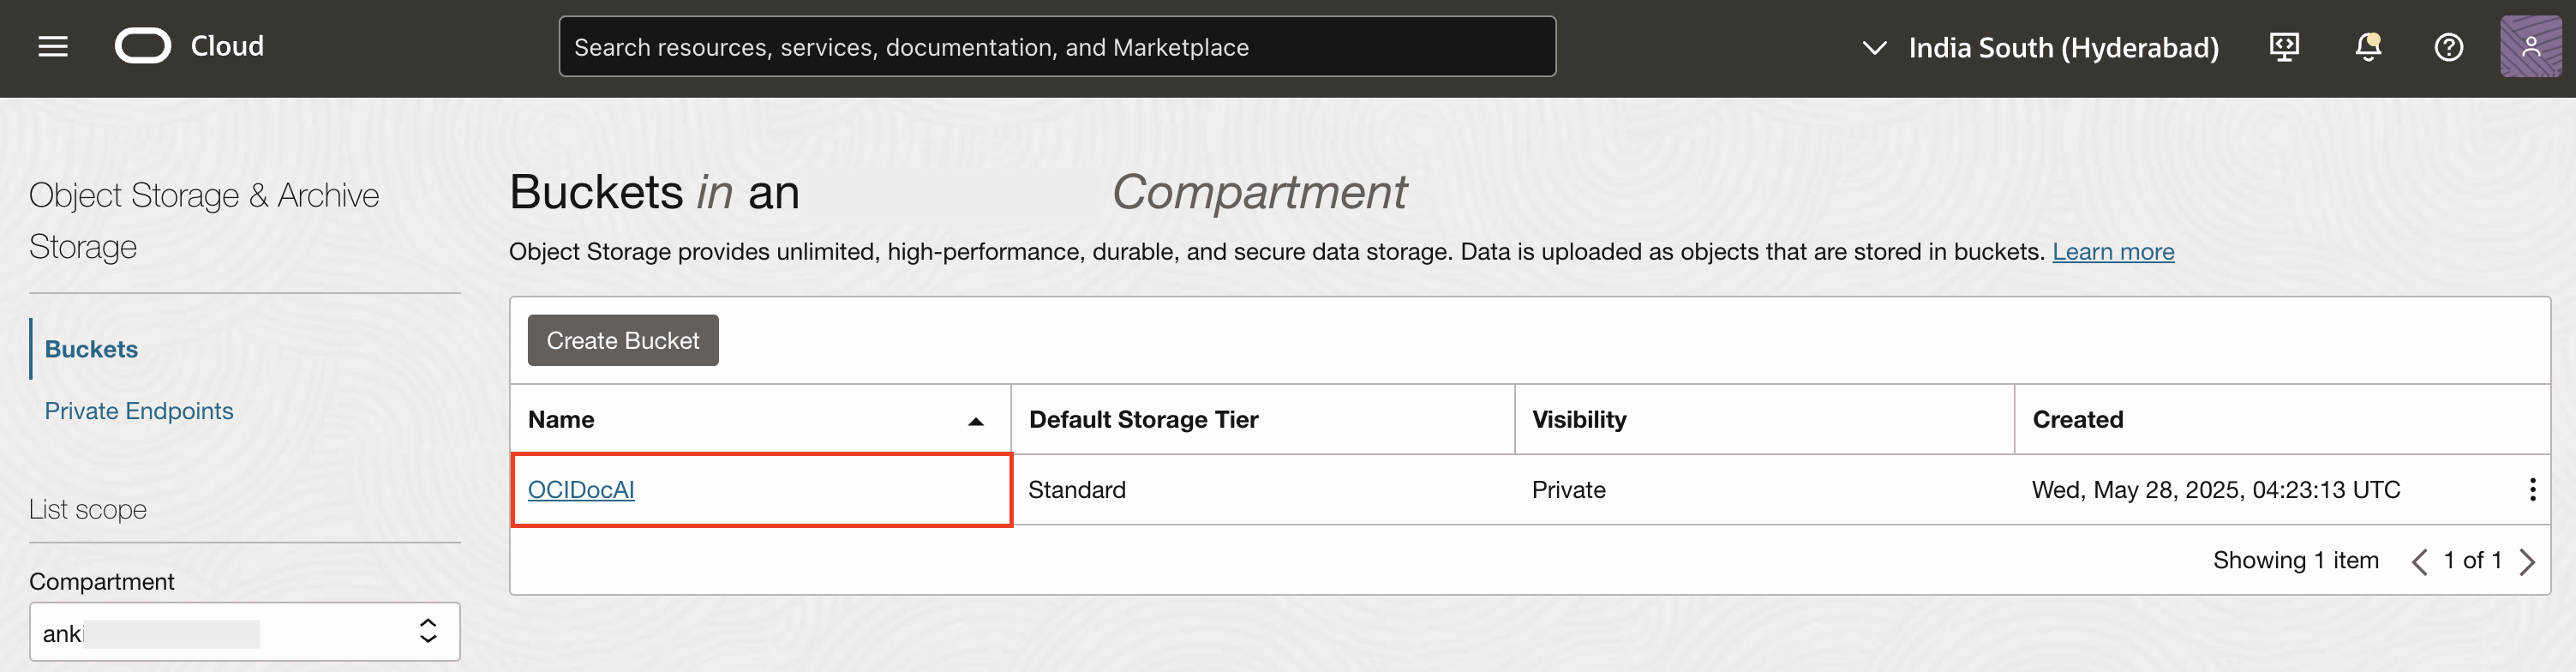 Cloud
Search resources, services, documentation, and Marketplace
India South (Hyderabad)
Object Storage & Archive
Storage
Buckets
Private Endpoints
List scope
Compartment
anki
Buckets in an Compartment
Object Storage provides unlimited, high-performance, durable, and secure data storage. Data is uploaded as objects that are stored in buckets. Learn more
Create Bucket
Name Default Storage Tier Visibility Created
OCIDocAI Standard Private Wed, May 28, 2025, 04:23:13 UTC
Showing 1 item 1 of 1